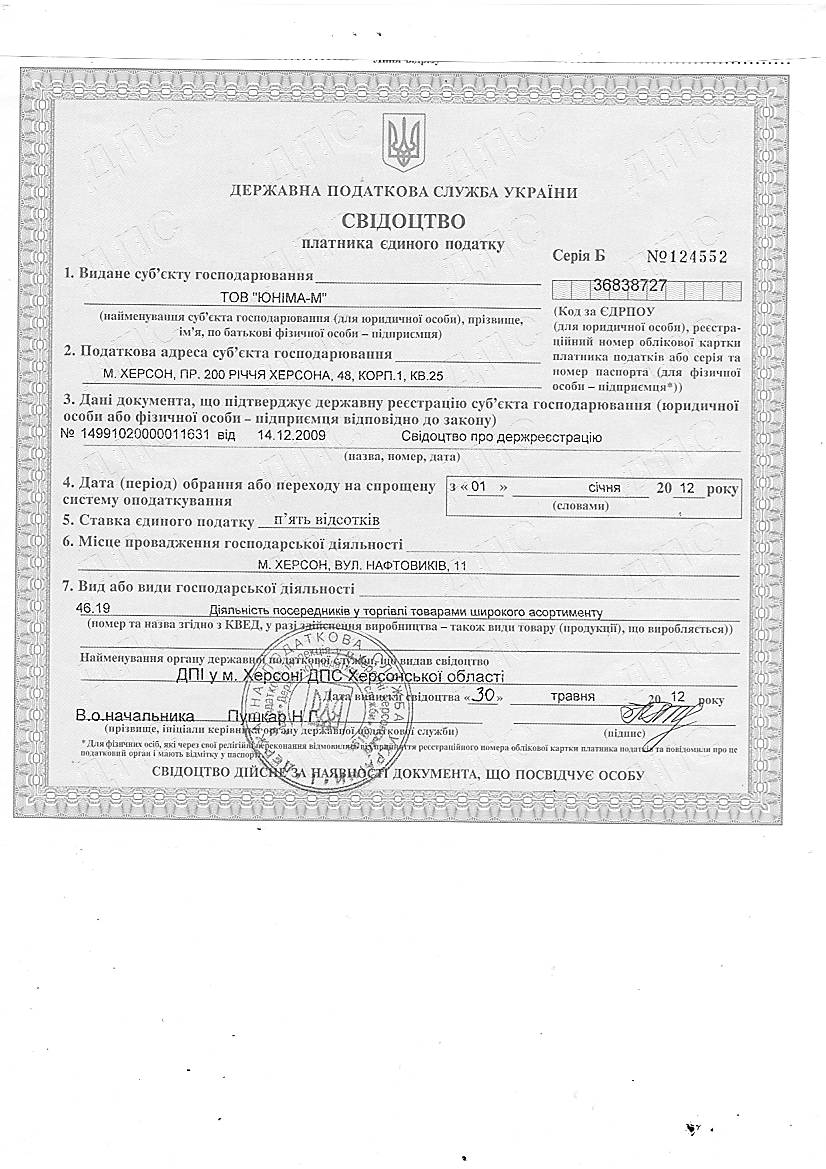 Лінія відрізу
ДЕРЖАВНА ПОДАТКОВА СЛУЖБА УКРАЇНИ
СВІДОЦТВО
платника єдиного податку
Серія Б №124552
1. Видане суб'єкту господарювання
ТОВ "ЮНІМА-М"
(найменування суб'єкта господарювання (для юридичної особи), прізвище,
ім'я, по батькові фізичної особи – підприємця)
36838727
(Код за ЄДРПОУ
(для юридичної особи), реєстра-
ційний номер облікової картки
платника податків або серія та
номер паспорта (для фізичної
особи – підприємця*))
2. Податкова адреса суб'єкта господарювання
М. ХЕРСОН, ПР. 200 РІЧЧЯ ХЕРСОНА, 48, КОРП.1, КВ.25
3. Дані документа, що підтверджує державну реєстрацію суб'єкта господарювання (юридичної
особи або фізичної особи – підприємця відповідно до закону)
№ 14991020000011631 від 14.12.2009 Свідоцтво про держреєстрацію
(назва, номер, дата)
4. Дата (період) обрання або переходу на спрощену
систему оподаткування
з «01 » січня 20 12 року
(словами)
5. Ставка єдиного податку п'ять відсотків
6. Місце провадження господарської діяльності
М. ХЕРСОН, ВУЛ. НАФТОВИКІВ, 11
7. Вид або види господарської діяльності
46.19 Діяльність посередників у торгівлі товарами широкого асортименту
(номер та назва згідно з КВЕД, у разі здійснення виробництва – також види товару (продукції), що виробляється))
Найменування органу державної податкової служби, що видав свідоцтво
ДПІ у м. Херсоні ДПС Херсонської області
Дата виписки свідоцтва «30» травня 20 12 року
В.о.начальника Пушкар Н.Г.
(прізвище, ініціали керівника органу державної податкової служби) (підпис)
* Для фізичних осіб, які через свої релігійні переконання відмовились від прийняття реєстраційного номера облікової картки платника податків та повідомили про це
податковий орган і мають відмітку у паспорті
СВІДОЦТВО ДІЙСНЕ ЗА НАЯВНОСТІ ДОКУМЕНТА, ЩО ПОСВІДЧУЄ ОСОБУ